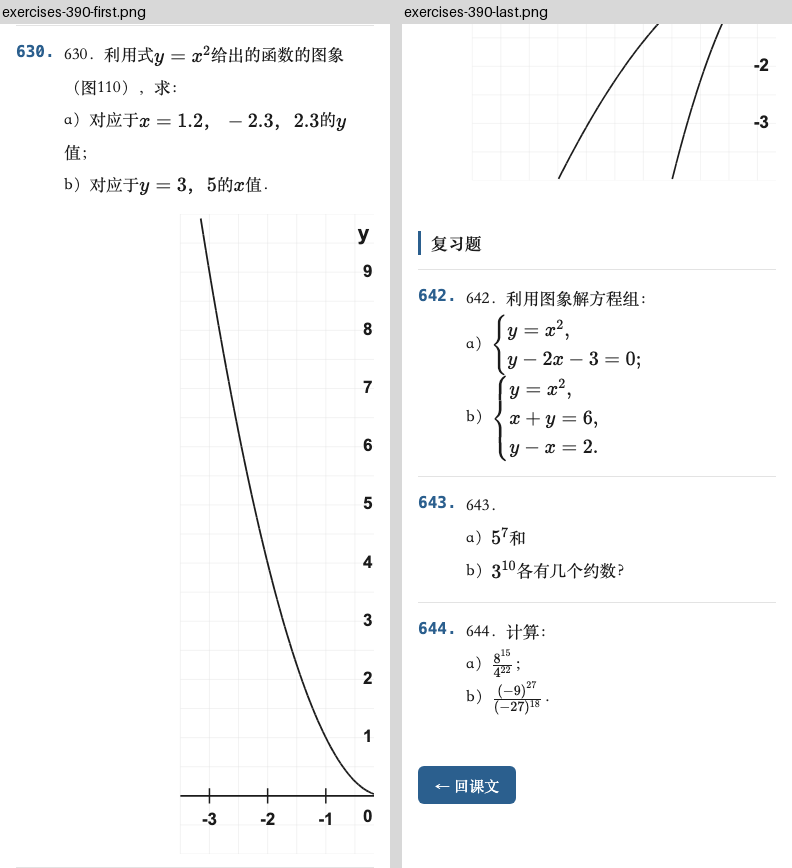 exercises-390-first.png
630. 630. 利用式y = x²给出的函数的图象
（图110），求：
a）对应于x = 1.2， −2.3，2.3的y
值；
b）对应于y = 3，5的x值.
y
9
8
7
6
5
4
3
2
1
-3 -2 -1 0
exercises-390-last.png
-2
-3
复习题
642. 642. 利用图象解方程组：
a） { y = x²,
y − 2x − 3 = 0;
b） { y = x²,
x + y = 6,
y − x = 2.
643. 643.
a）5⁷和
b）3¹⁰各有几个约数？
644. 644. 计算：
a） 8¹⁵/4²² ;
b） (−9)²⁷/(−27)¹⁸ .
← 回课文